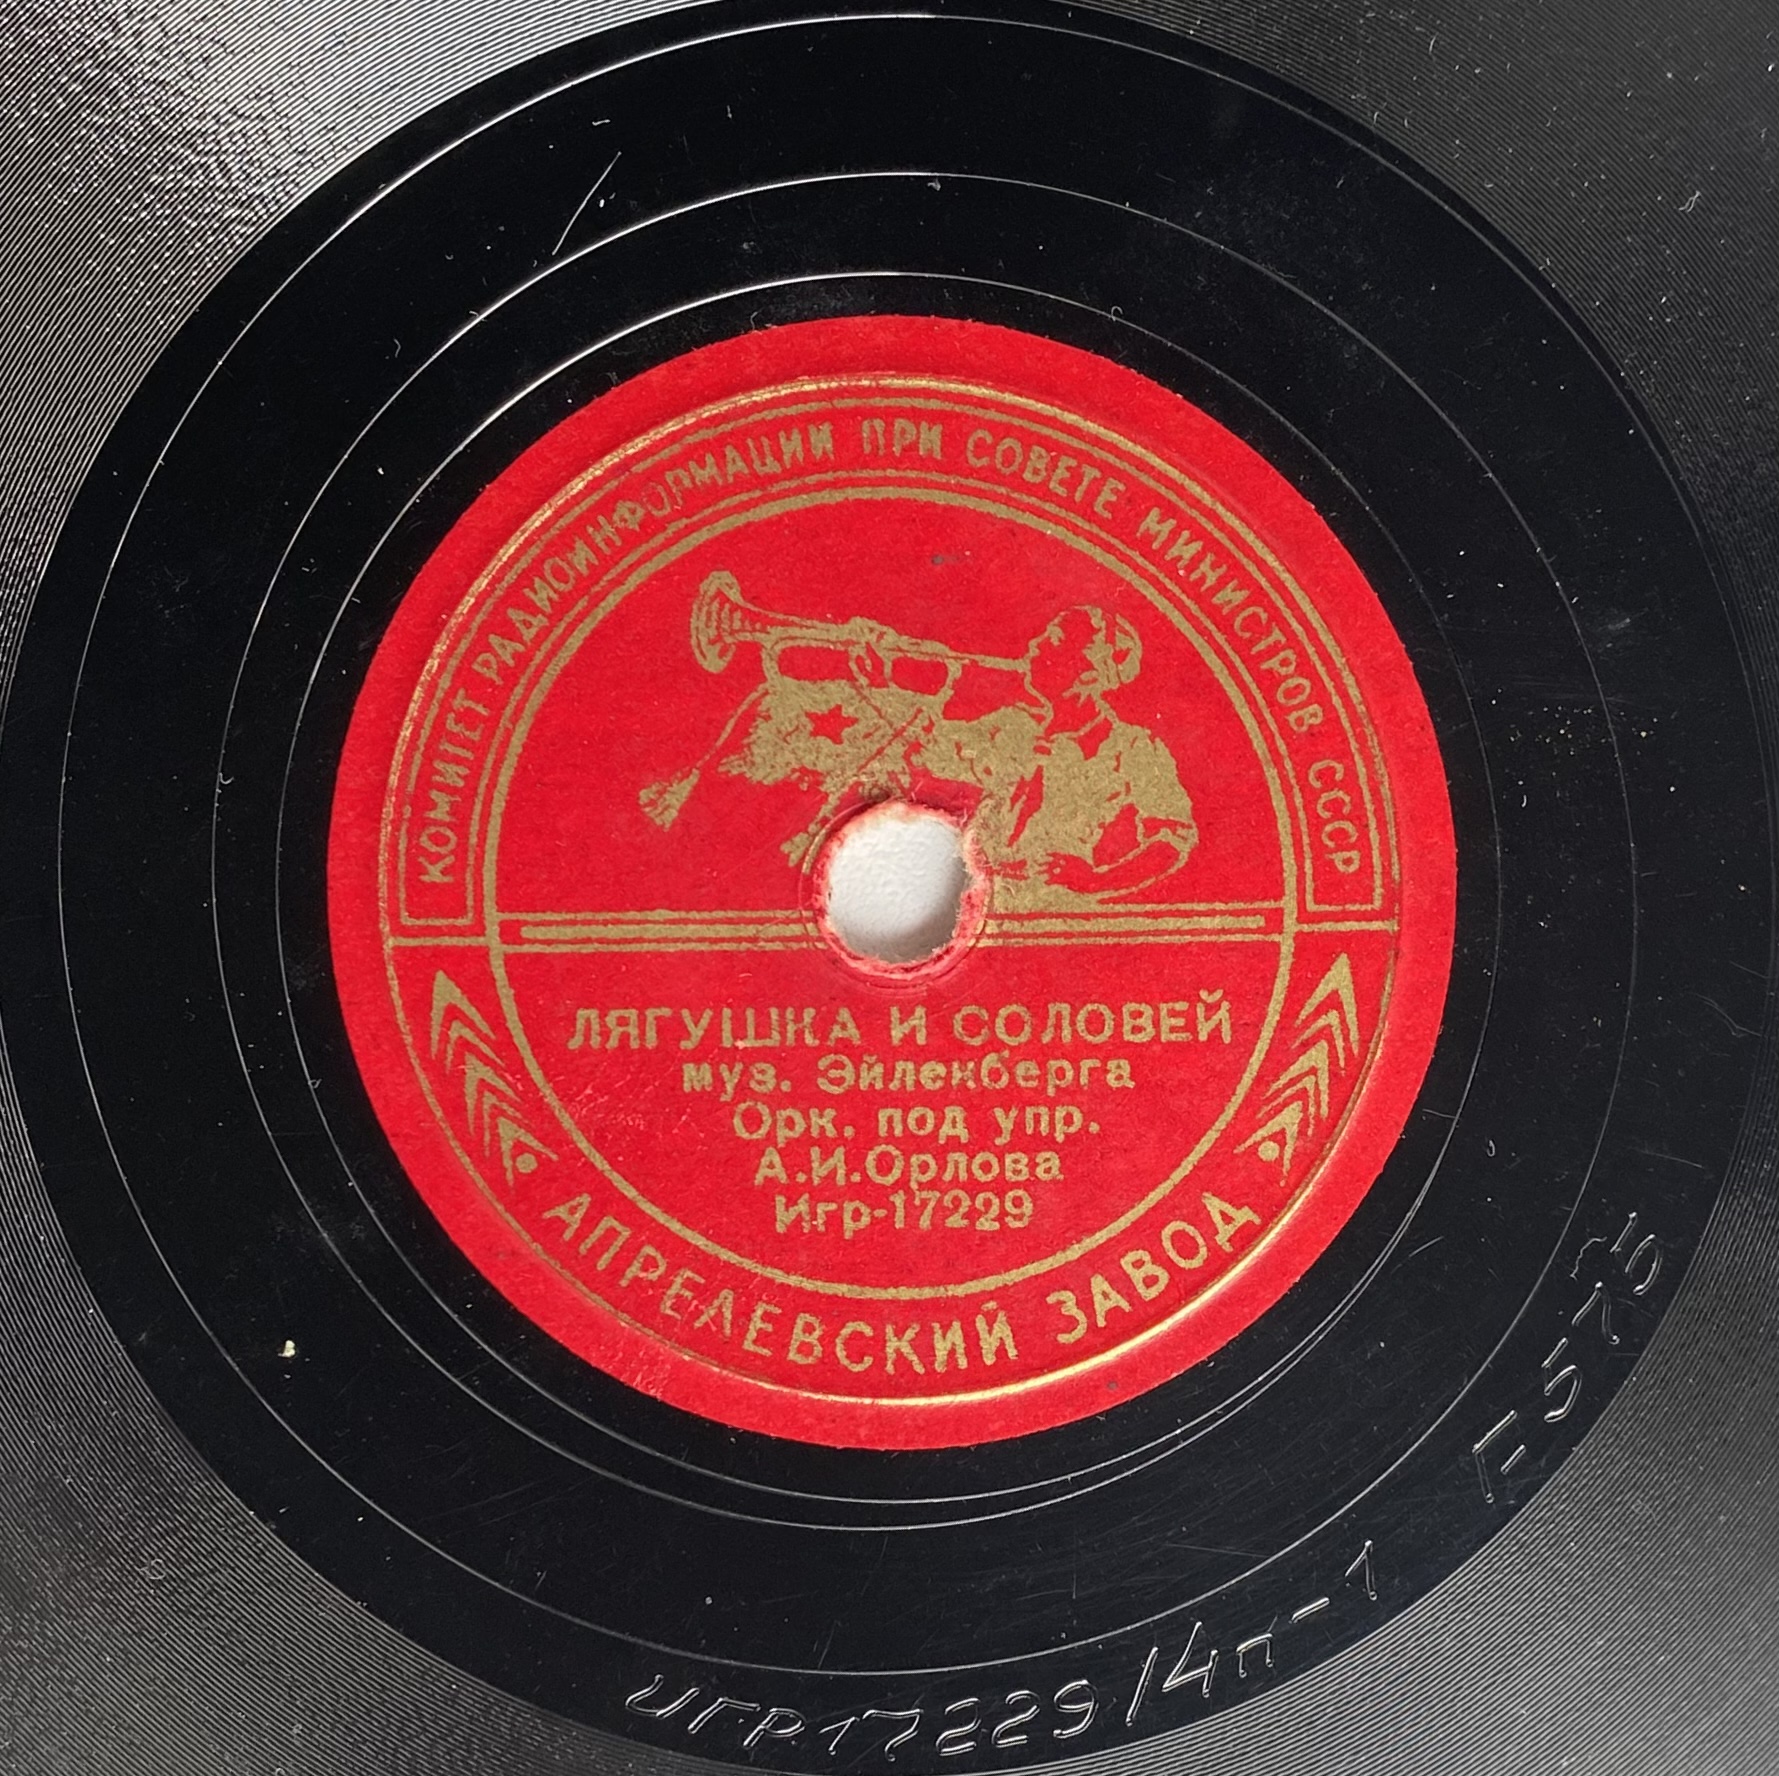 КОМИТЕТ РАДИОИНФОРМАЦИИ ПРИ СОВЕТЕ МИНИСТРОВ СССР
ЛЯГУШКА И СОЛОВЕЙ
муз. Эйленберга
Орк. под упр.
А.И.Орлова
Игр-17229
АПРЕЛЕВСКИЙ ЗАВОД
игр17229/4п-1
F575